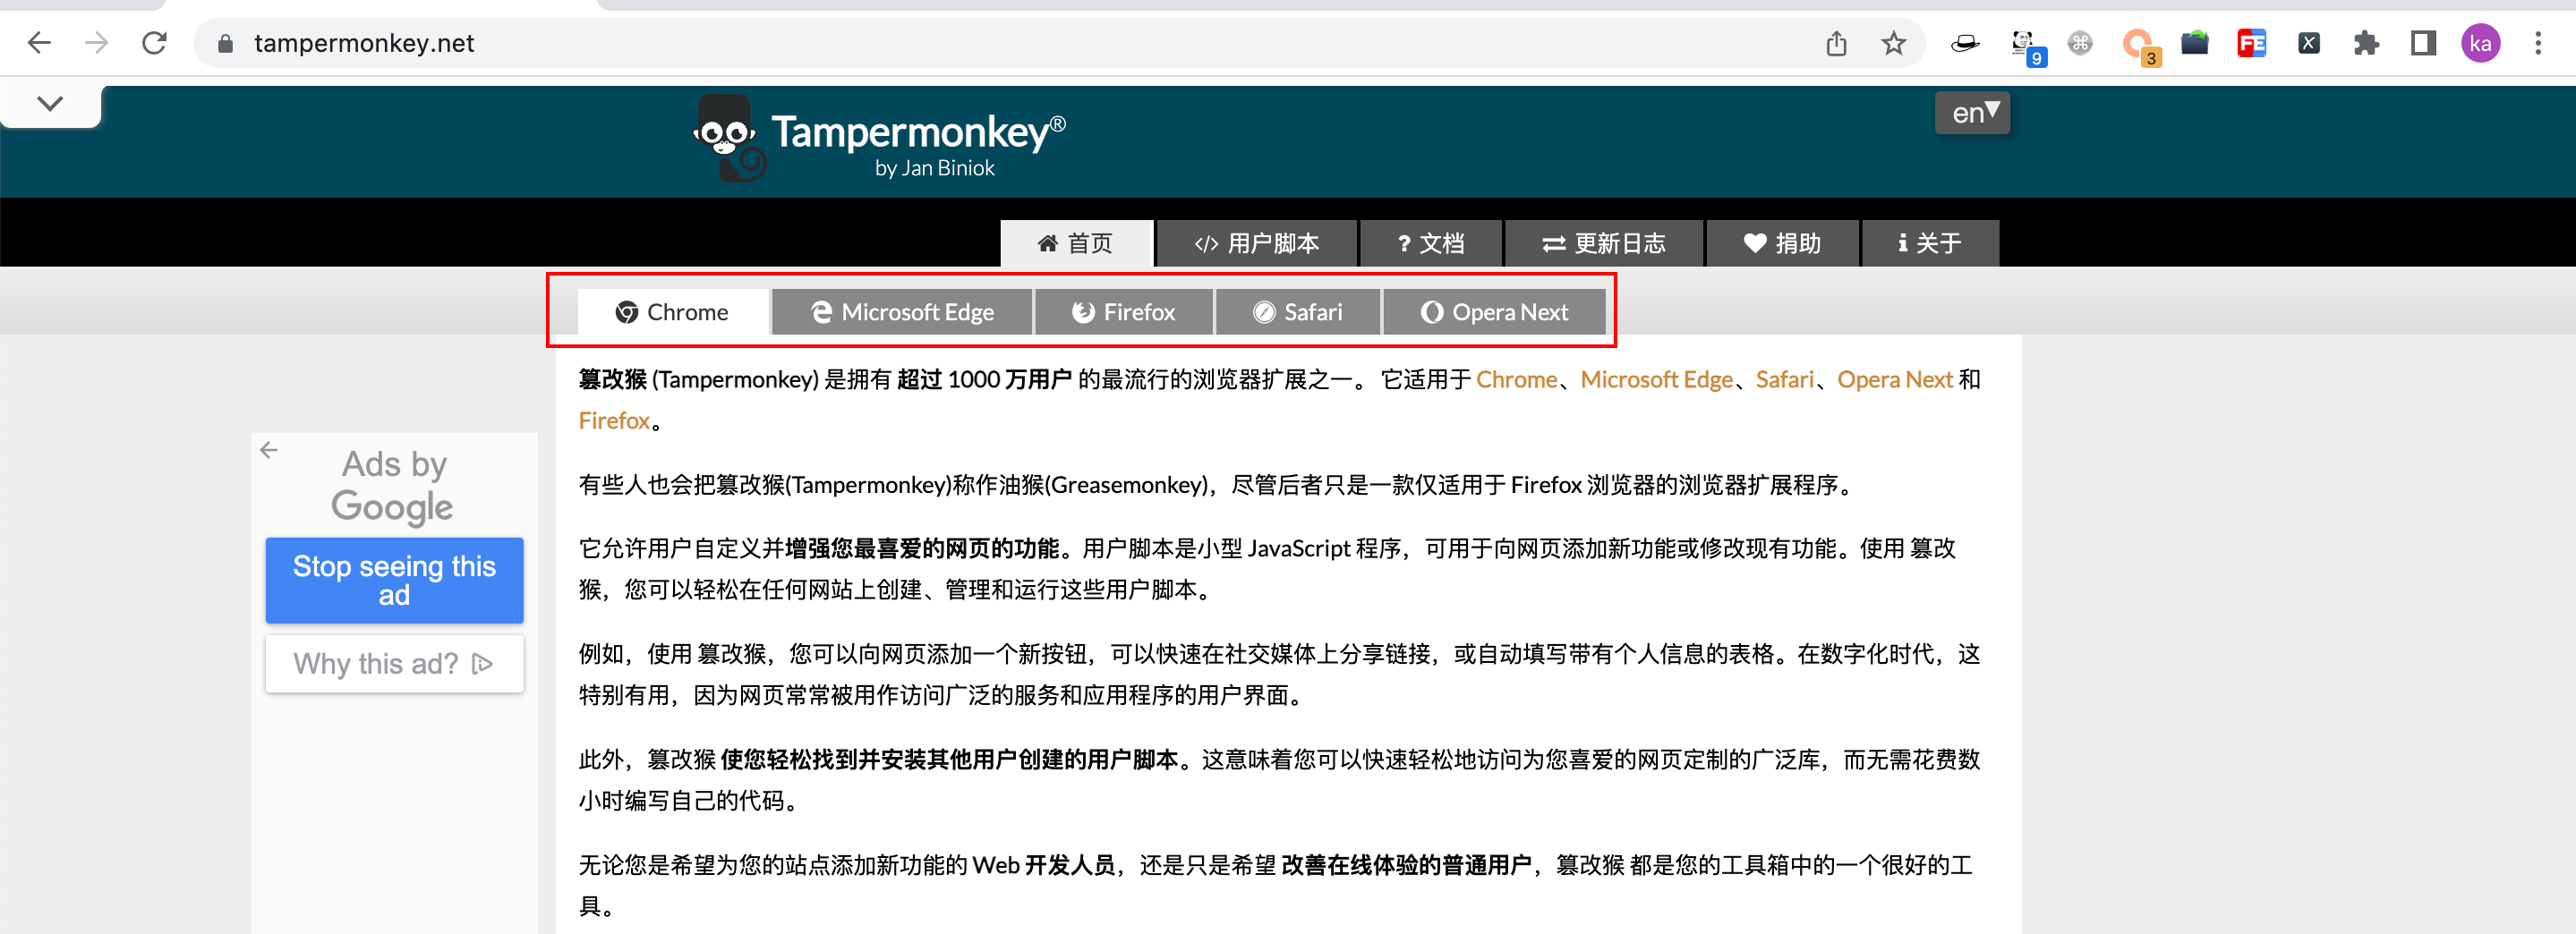 tampermonkey.net
9
3
FE
X
ka
Tampermonkey®
by Jan Biniok
en
首页
</> 用户脚本
? 文档
更新日志
捐助
关于
Chrome
Microsoft Edge
Firefox
Safari
Opera Next
篡改猴 (Tampermonkey) 是拥有 超过 1000 万用户 的最流行的浏览器扩展之一。 它适用于 Chrome、Microsoft Edge、Safari、Opera Next 和
Firefox。
有些人也会把篡改猴(Tampermonkey)称作油猴(Greasemonkey)，尽管后者只是一款仅适用于 Firefox 浏览器的浏览器扩展程序。
它允许用户自定义并增强您最喜爱的网页的功能。用户脚本是小型 JavaScript 程序，可用于向网页添加新功能或修改现有功能。使用 篡改
猴，您可以轻松在任何网站上创建、管理和运行这些用户脚本。
例如，使用 篡改猴，您可以向网页添加一个新按钮，可以快速在社交媒体上分享链接，或自动填写带有个人信息的表格。在数字化时代，这
特别有用，因为网页常常被用作访问广泛的服务和应用程序的用户界面。
此外，篡改猴 使您轻松找到并安装其他用户创建的用户脚本。这意味着您可以快速轻松地访问为您喜爱的网页定制的广泛库，而无需花费数
小时编写自己的代码。
无论您是希望为您的站点添加新功能的 Web 开发人员，还是只是希望 改善在线体验的普通用户，篡改猴 都是您的工具箱中的一个很好的工
具。
Ads by
Google
Stop seeing this
ad
Why this ad?